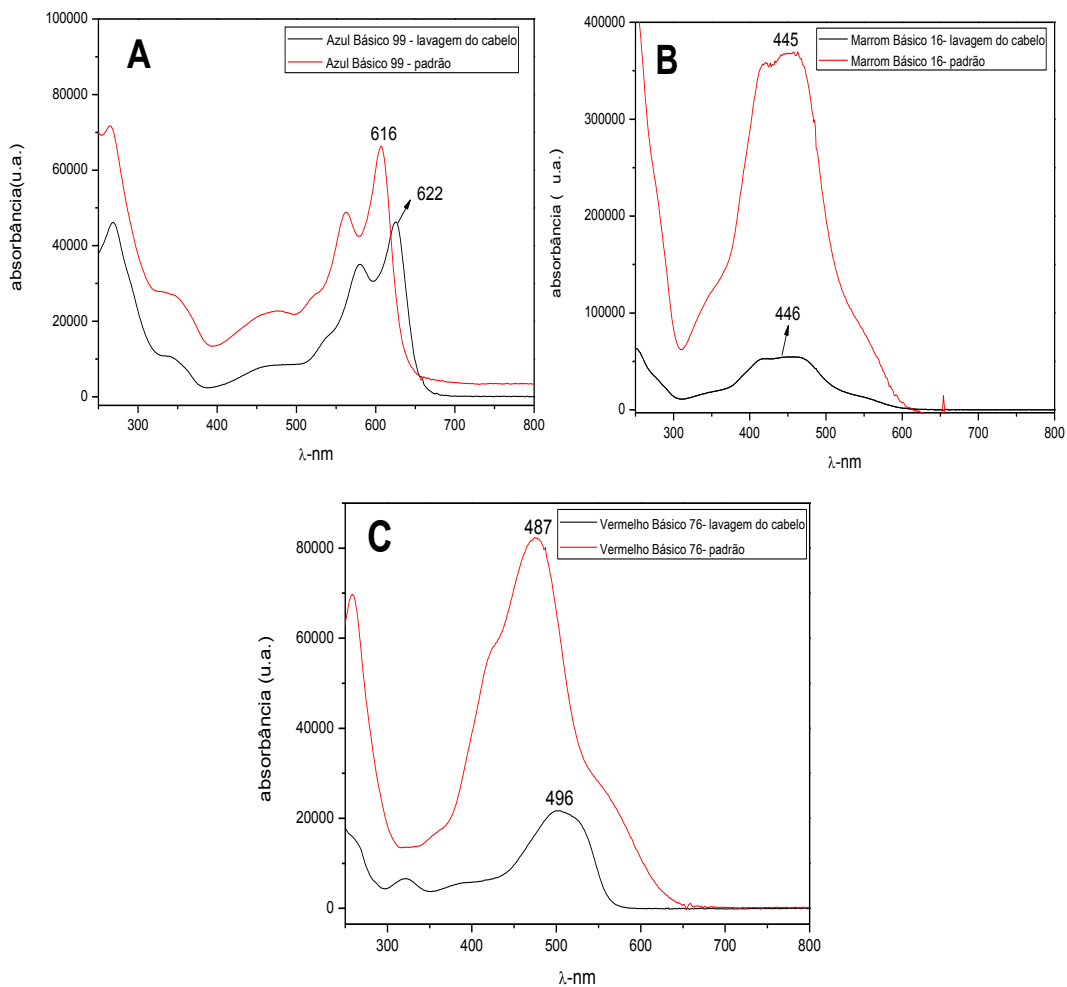 A
Azul Básico 99 - lavagem do cabelo
Azul Básico 99 - padrão
616
622
100000
80000
60000
40000
20000
0
absorbância(u.a.)
300 400 500 600 700 800
λ-nm
B
Marrom Básico 16-lavagem do cabelo
Marrom Básico 16- padrão
445
446
400000
300000
200000
100000
0
absorbância ( u.a.)
300 400 500 600 700 800
λ-nm
C
Vermelho Básico 76- lavagem do cabelo
Vermelho Básico 76- padrão
487
496
80000
60000
40000
20000
0
absorbância (u.a.)
300 400 500 600 700 800
λ-nm